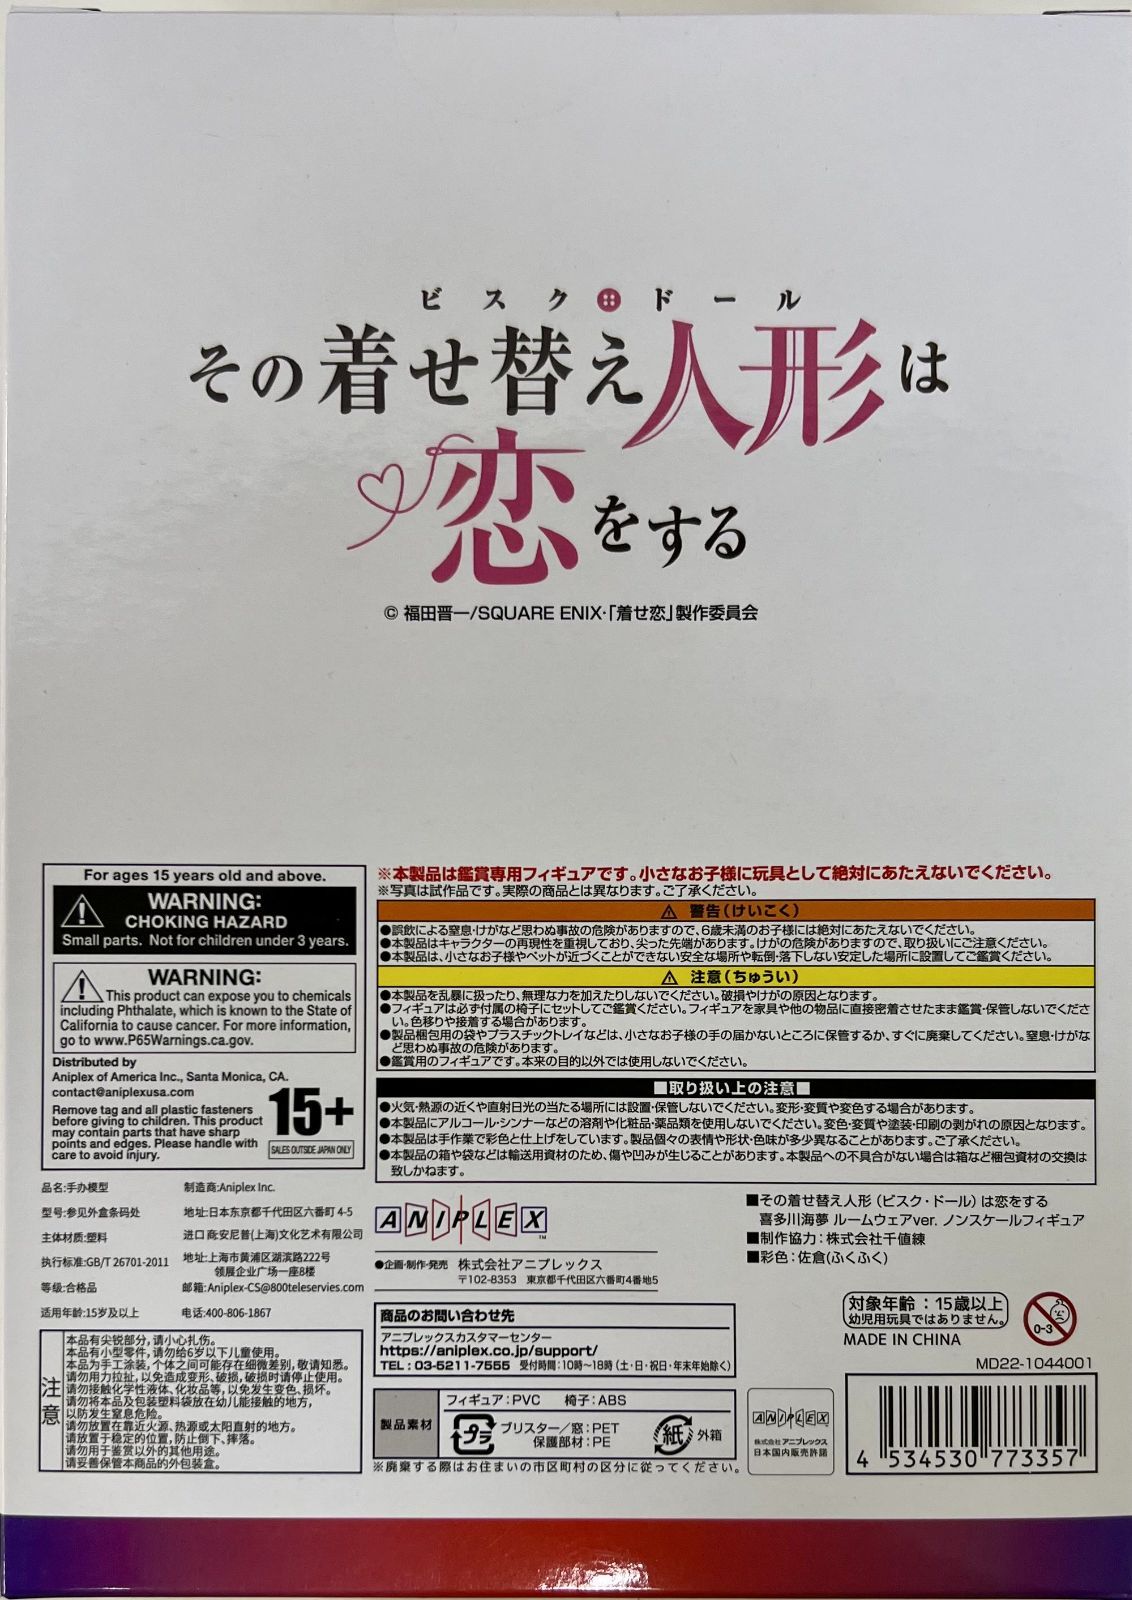 ビスク・ドール
その着せ替え人形は
恋をする
© 福田晋一/SQUARE ENIX・「着せ恋」製作委員会
For ages 15 years old and above.
WARNING:
CHOKING HAZARD
Small parts. Not for children under 3 years.
WARNING:
This product can expose you to chemicals
including Phthalate, which is known to the State of
California to cause cancer. For more information,
go to www.P65Warnings.ca.gov.
Distributed by
Aniplex of America Inc., Santa Monica, CA.
contact@aniplexusa.com
Remove tag and all plastic fasteners
before giving to children. This product
may contain parts that have sharp
points and edges. Please handle with
care to avoid injury.
15+
SALES OUTSIDE JAPAN ONLY
※本製品は鑑賞専用フィギュアです。小さなお子様に玩具として絶対にあたえないでください。
※写真は試作品です。実際の商品とは異なります。ご了承ください。
警告(けいこく)
●誤飲による窒息・けがなど思わぬ事故の危険がありますので、6歳未満のお子様には絶対にあたえないでください。
●本製品はキャラクターの再現性を重視しており、尖った先端があります。けがの危険がありますので、取り扱いにご注意ください。
●本製品は、小さなお子様やペットが近づくことができない安全な場所や転倒・落下しない安定した場所に設置してご鑑賞ください。
注意(ちゅうい)
●本製品を乱暴に扱ったり、無理な力を加えたりしないでください。破損やけがの原因となります。
●フィギュアは必ず付属の椅子にセットしてご鑑賞ください。フィギュアを家具や他の物品に直接密着させたまま鑑賞・保管しないでくださ
い。色移りや接着する場合があります。
●製品梱包用の袋やプラスチックトレイなどは、小さなお子様の手の届かないところに保管するか、すぐに廃棄してください。窒息・けがな
ど思わぬ事故の危険があります。
●鑑賞用のフィギュアです。本来の目的以外では使用しないでください。
■取り扱い上の注意■
●火気・熱源の近くや直射日光の当たる場所には設置・保管しないでください。変形・変質や変色する場合があります。
●本製品にアルコール・シンナーなどの溶剤や化粧品・薬品類を使用しないでください。変色・変質や塗装・印刷の剥がれの原因となります。
●本製品は手作業で彩色と仕上げをしています。製品個々の表情や形状・色味が多少異なることがあります。ご了承ください。
●本製品の箱や袋などは輸送用資材のため、傷や凹みが生じることがあります。本製品への不具合がない場合は箱など梱包資材の交換は
致しかねます。
品名:手办模型
型号:参见外盒条码处
主体材质:塑料
执行标准:GB/T 26701-2011
等级:合格品
适用年龄:15岁及以上
制造商:Aniplex Inc.
地址:日本东京都千代田区六番町 4-5
进口商:安尼普(上海)文化艺术有限公司
地址:上海市黄浦区湖滨路222号
领展企业广场一座8楼
邮箱:Aniplex-CS@800teleservies.com
电话:400-806-1867
注意
本品有尖锐部分,请小心扎伤。
本品有小型零件,请勿给6岁以下儿童使用。
本品为手工涂装,个体之间可能存在细微差别,敬请知悉。
请勿用力拉扯,以免造成变形、破损,破损时请停止使用。
请勿接触化学性液体、化妆品等,以免发生变色、损坏。
请勿将本品及包装塑料袋放在幼儿能接触的地方,
以防发生窒息危险。
请勿放置在靠近火源、热源或太阳直射的地方。
请放置于稳定的位置,防止倒下、摔落。
请勿用于鉴赏以外的其他用途。
请妥善保管本商品的外包装盒。
ANIPLEX
●企画・制作・発売 株式会社アニプレックス
〒102-8353 東京都千代田区六番町4番地5
商品のお問い合わせ先
アニプレックスカスタマーセンター
https://aniplex.co.jp/support/
TEL : 03-5211-7555 受付時間:10時〜18時(土・日・祝日・年末年始除く)
製品素材
フィギュア:PVC 椅子:ABS
プラ
ブリスター/窓:PET
保護部材:PE
紙
外箱
※廃棄する際はお住まいの市区町村の区分に従ってください。
■その着せ替え人形(ビスク・ドール)は恋をする
喜多川海夢 ルームウェアver. ノンスケールフィギュア
■制作協力:株式会社千値練
■彩色:佐倉(ふくふく)
対象年齢:15歳以上
幼児用玩具ではありません。
0-3
MADE IN CHINA
MD22-1044001
ANIPLEX
株式会社アニプレックス
日本国内販売許諾
4 534530 773357